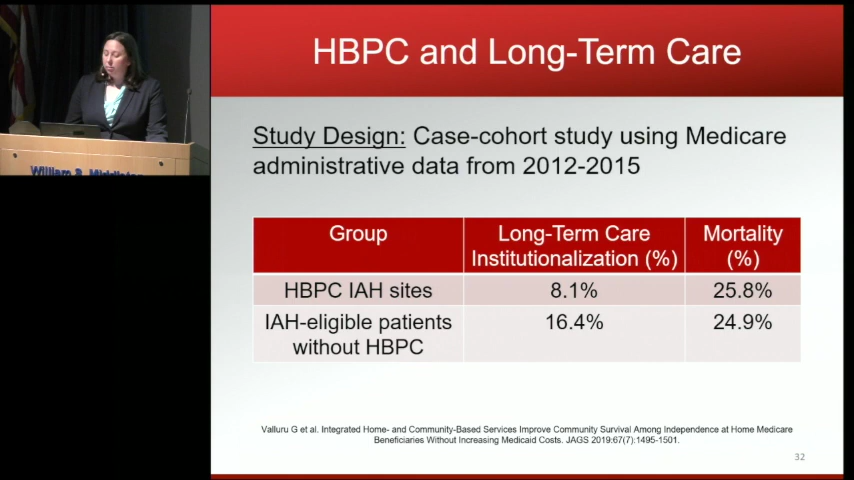 HBPC and Long-Term Care
Study Design: Case-cohort study using Medicare
administrative data from 2012-2015
Group
Long-Term Care
Institutionalization (%)
Mortality
(%)
HBPC IAH sites
8.1%
25.8%
IAH-eligible patients
without HBPC
16.4%
24.9%
Valluru G et al. Integrated Home- and Community-Based Services Improve Community Survival Among Independence at Home Medicare
Beneficiaries Without Increasing Medicaid Costs. JAGS 2019:67(7):1495-1501.
32
William S. Middleton